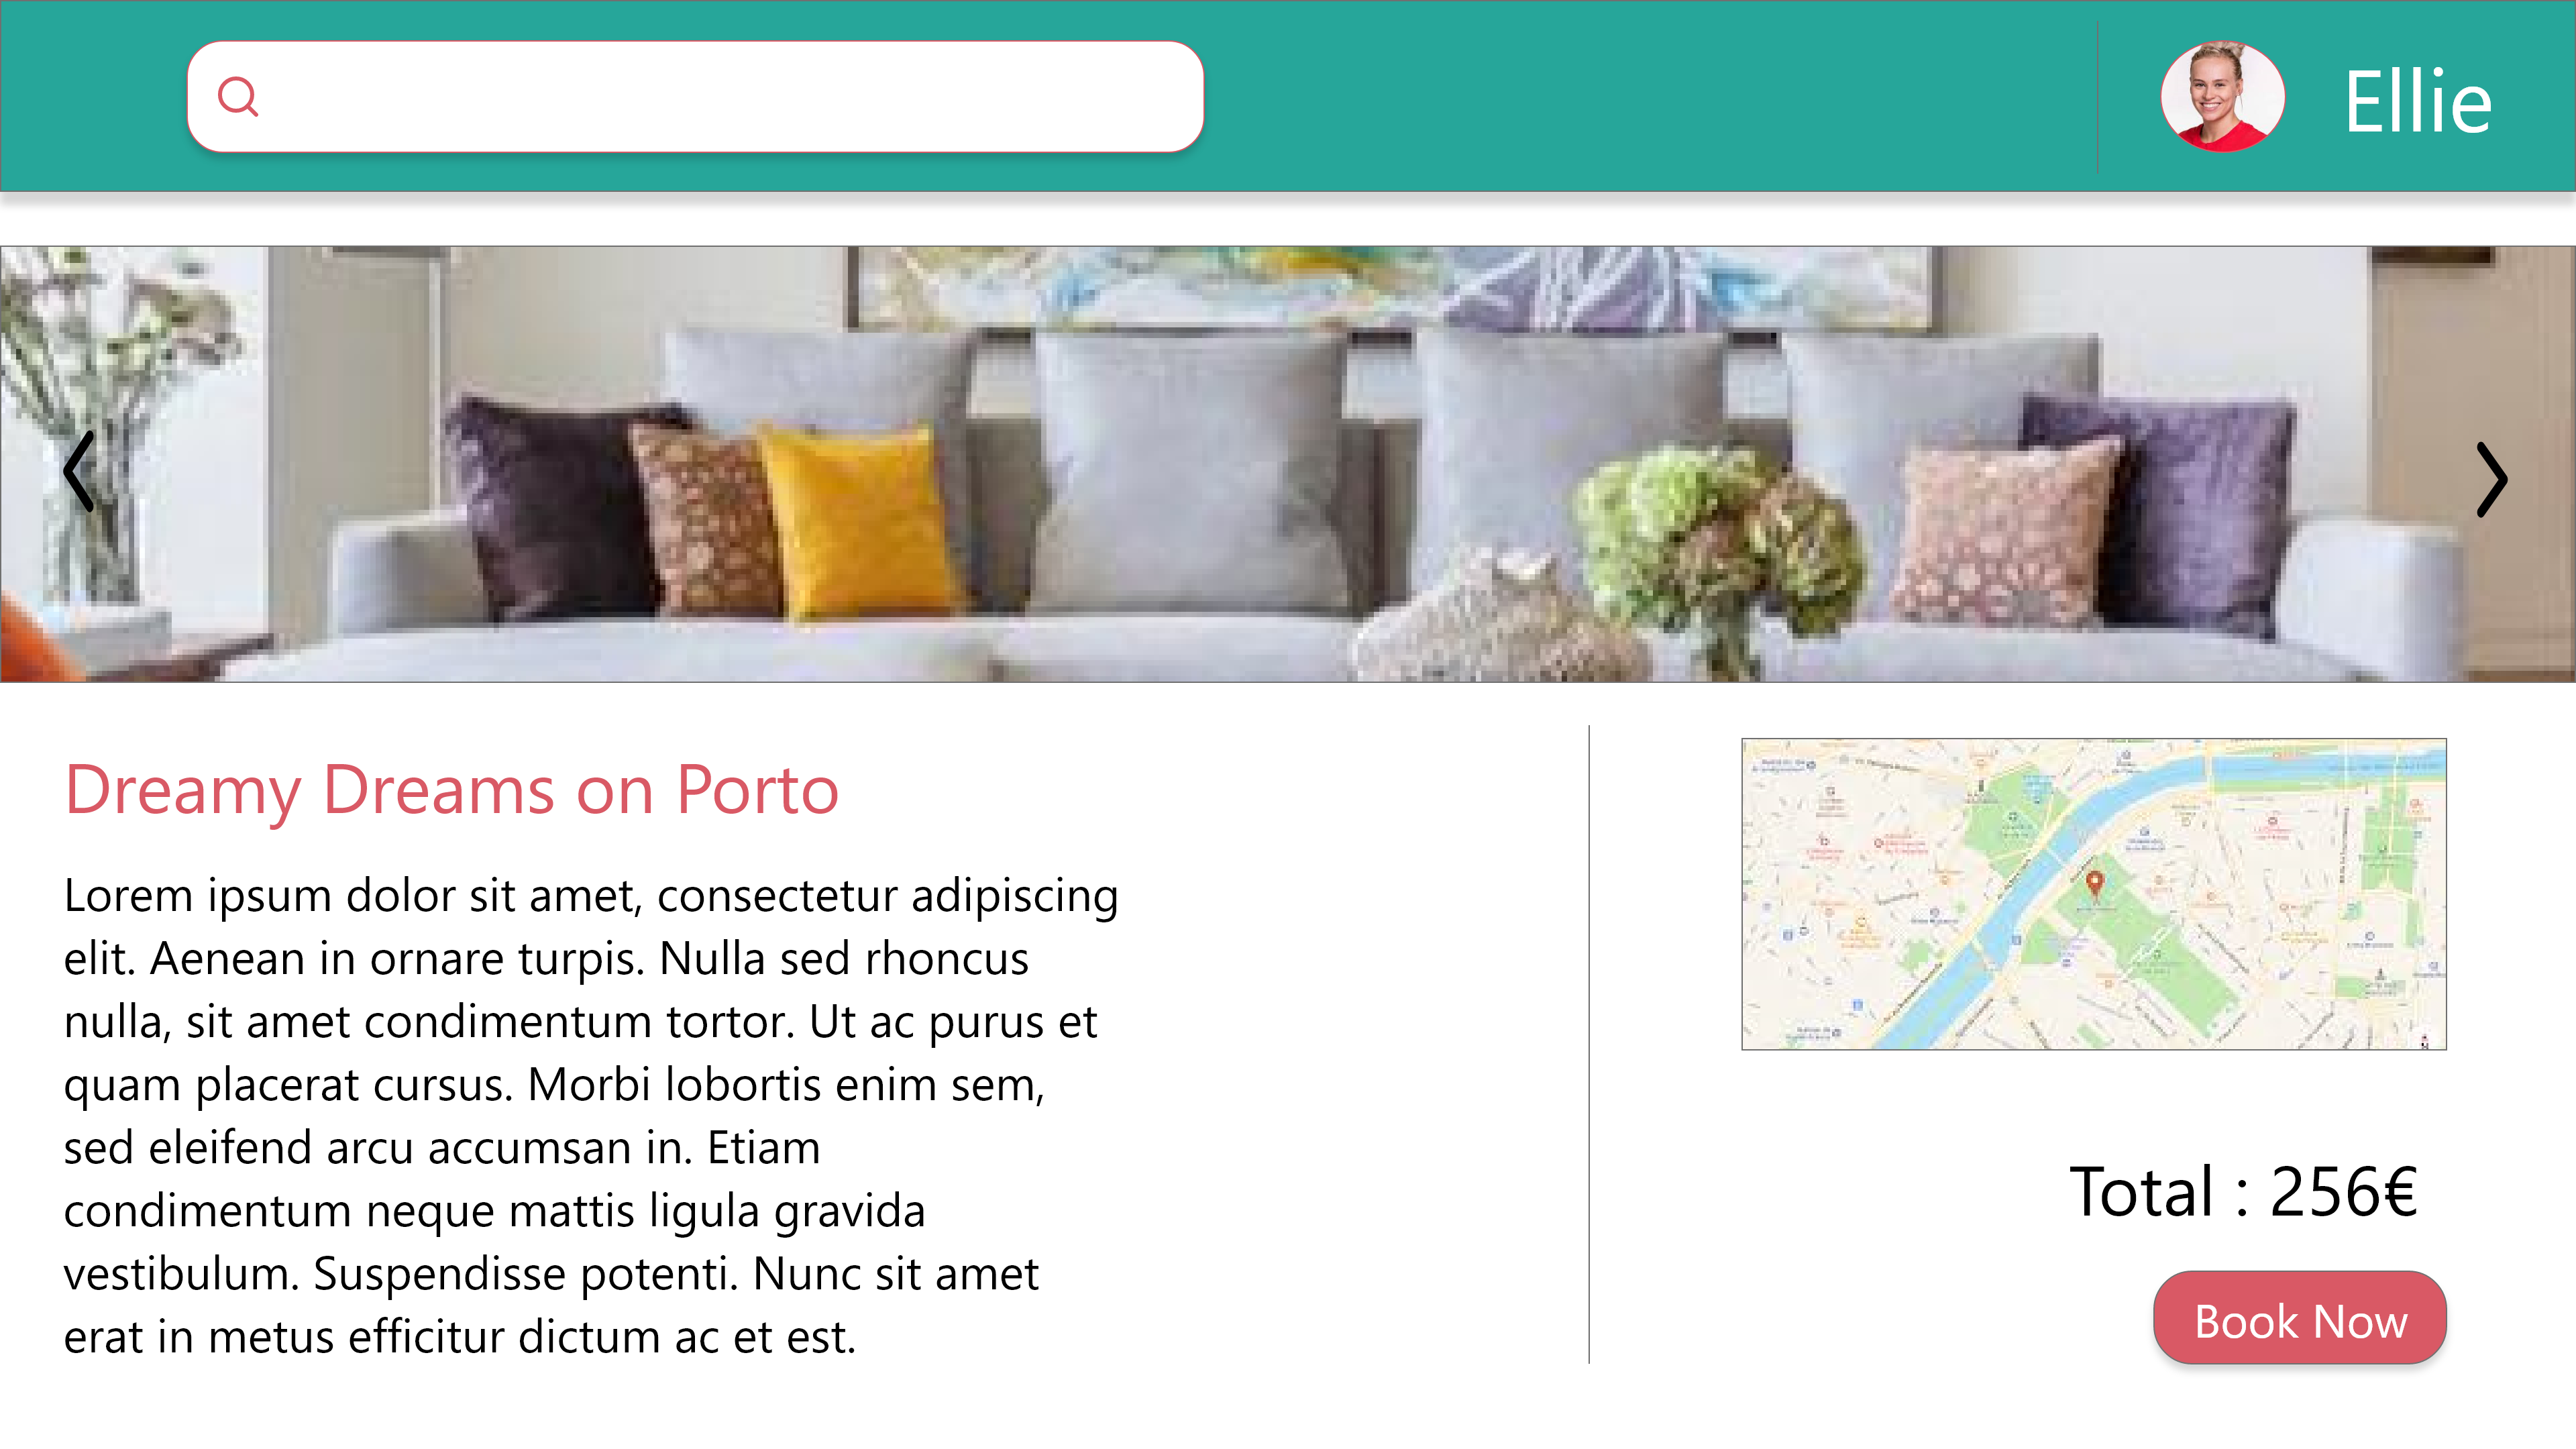 Ellie
Dreamy Dreams on Porto
Lorem ipsum dolor sit amet, consectetur adipiscing
elit. Aenean in ornare turpis. Nulla sed rhoncus
nulla, sit amet condimentum tortor. Ut ac purus et
quam placerat cursus. Morbi lobortis enim sem,
sed eleifend arcu accumsan in. Etiam
condimentum neque mattis ligula gravida
vestibulum. Suspendisse potenti. Nunc sit amet
erat in metus efficitur dictum ac et est.
Total : 256€
Book Now